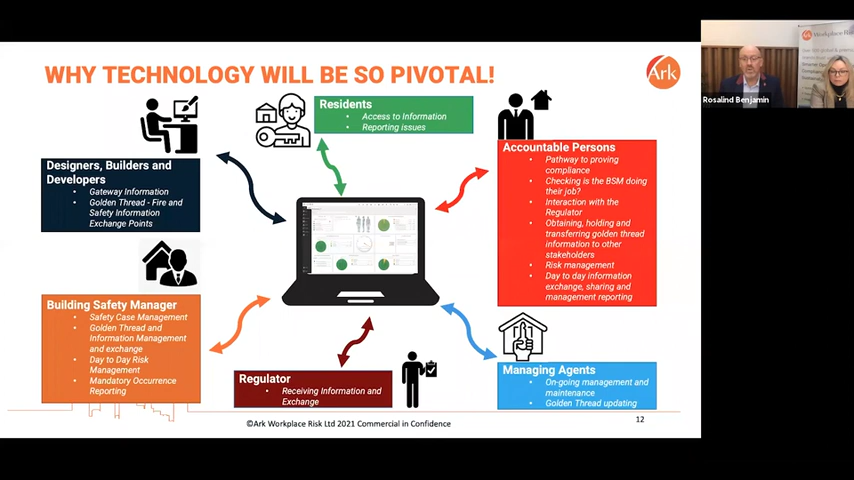 WHY TECHNOLOGY WILL BE SO PIVOTAL!
Ark
Residents
• Access to Information
• Reporting issues
Designers, Builders and
Developers
• Gateway Information
• Golden Thread - Fire and
Safety Information
Exchange Points
Accountable Persons
• Pathway to proving
compliance
• Checking is the BSM doing
their job?
• Interaction with the
Regulator
• Obtaining, holding and
transferring golden thread
information to other
stakeholders
• Risk management
• Day to day information
exchange, sharing and
management reporting
Building Safety Manager
• Safety Case Management
• Golden Thread and
Information Management
and exchange
• Day to Day Risk
Management
• Mandatory Occurrence
Reporting
Regulator
• Receiving Information and
Exchange
Managing Agents
• On-going management and
maintenance
• Golden Thread updating
©Ark Workplace Risk Ltd 2021 Commercial in Confidence
12
Ark
Workplace
Rosalind Benjamin